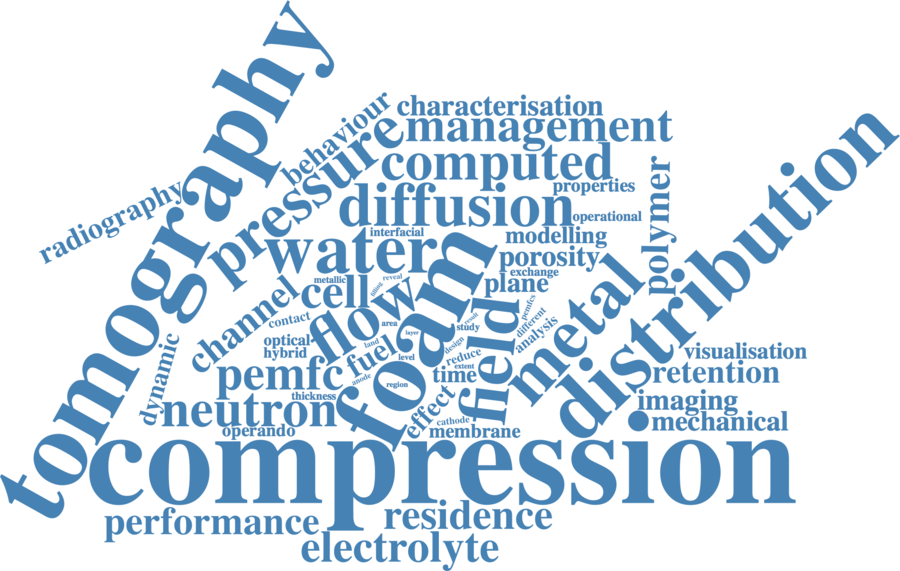 tomography
behaviour
characterisation
pressure
management
computed
radiography
diffusion
properties
polymer
distribution
operational
interfacial
water
modelling
porosity
metallic
filling
reveal
exchange
plane
channel
cell
flow
foam
field
metal
contact
area
layer
result
study
pemfcs
different
analysis
optical
hybrid
land
fuel
level
design
reduce
extent
time
visualisation
retention
dynamic
pemfc
anode
region
thickness
neutron
operando
effect
cathode
membrane
imaging
mechanical
compression
performance
residence
electrolyte